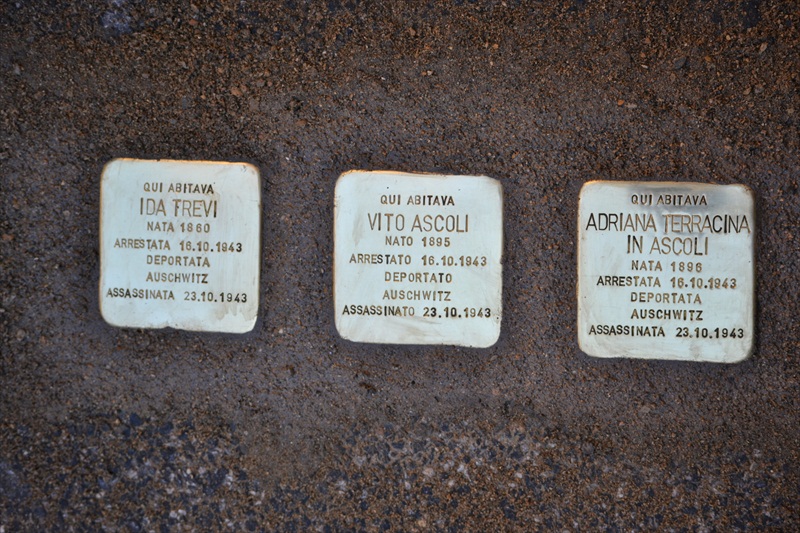 QUI ABITAVA
IDA TREVI
NATA 1860
ARRESTATA 16.10.1943
DEPORTATA
AUSCHWITZ
ASSASSINATA 23.10.1943
QUI ABITAVA
VITO ASCOLI
NATO 1895
ARRESTATO 16.10.1943
DEPORTATO
AUSCHWITZ
ASSASSINATO 23.10.1943
QUI ABITAVA
ADRIANA TERRACINA
IN ASCOLI
NATA 1896
ARRESTATA 16.10.1943
DEPORTATA
AUSCHWITZ
ASSASSINATA 23.10.1943